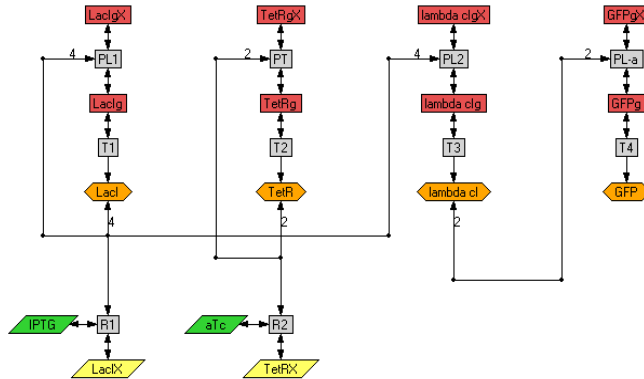 LacIgX TetRgX lambda cIgX GFPgX
4 PL1 2 PT 4 PL2 2 PL-a
LacIg TetRg lambda cIg GFPg
T1 T2 T3 T4
LacI TetR lambda cI GFP
4 2 2
IPTG R1 aTc R2
LacIX TetRX